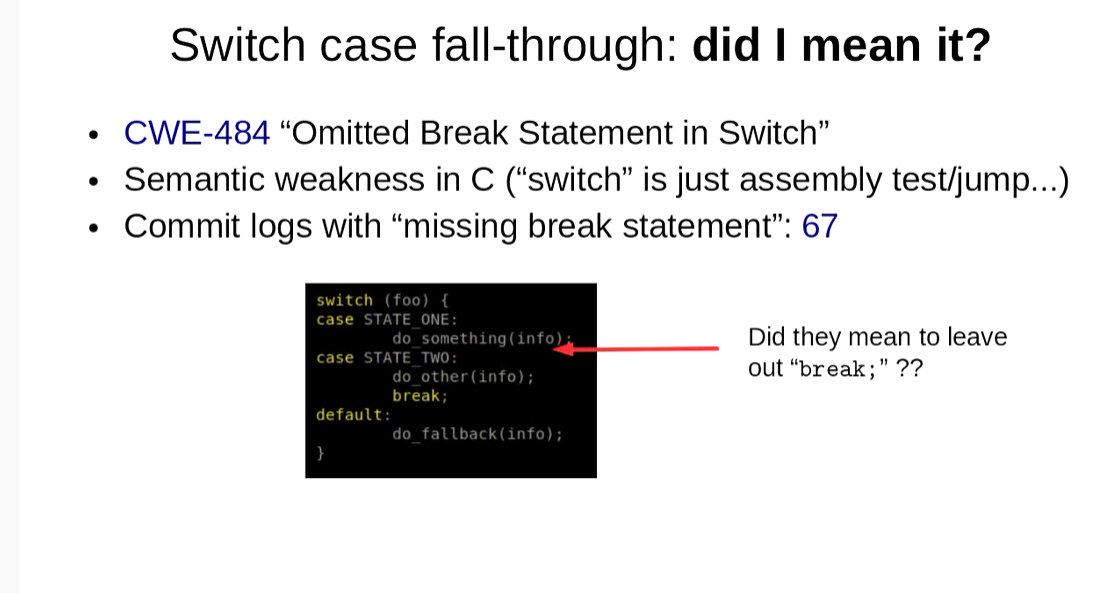 Switch case fall-through: did I mean it?
• CWE-484 “Omitted Break Statement in Switch”
• Semantic weakness in C (“switch” is just assembly test/jump...)
• Commit logs with “missing break statement”: 67
switch (foo) {
case STATE_ONE:
        do_something(info);
case STATE_TWO:
        do_other(info);
        break;
default:
        do_fallback(info);
}
Did they mean to leave
out “break;” ??